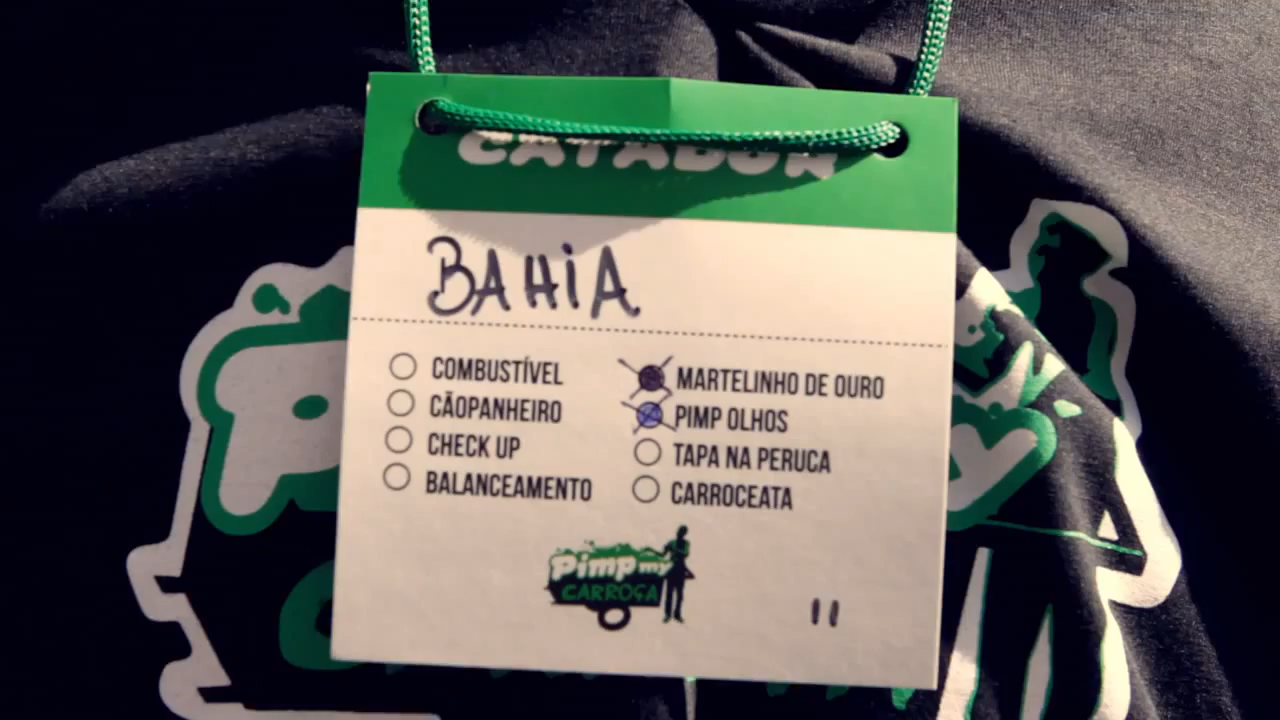 CATADOR
BAHIA
COMBUSTÍVEL
CÃOPANHEIRO
CHECK UP
BALANCEAMENTO
MARTELINHO DE OURO
PIMP OLHOS
TAPA NA PERUCA
CARROCEATA
Pimp my
CARROÇA
11